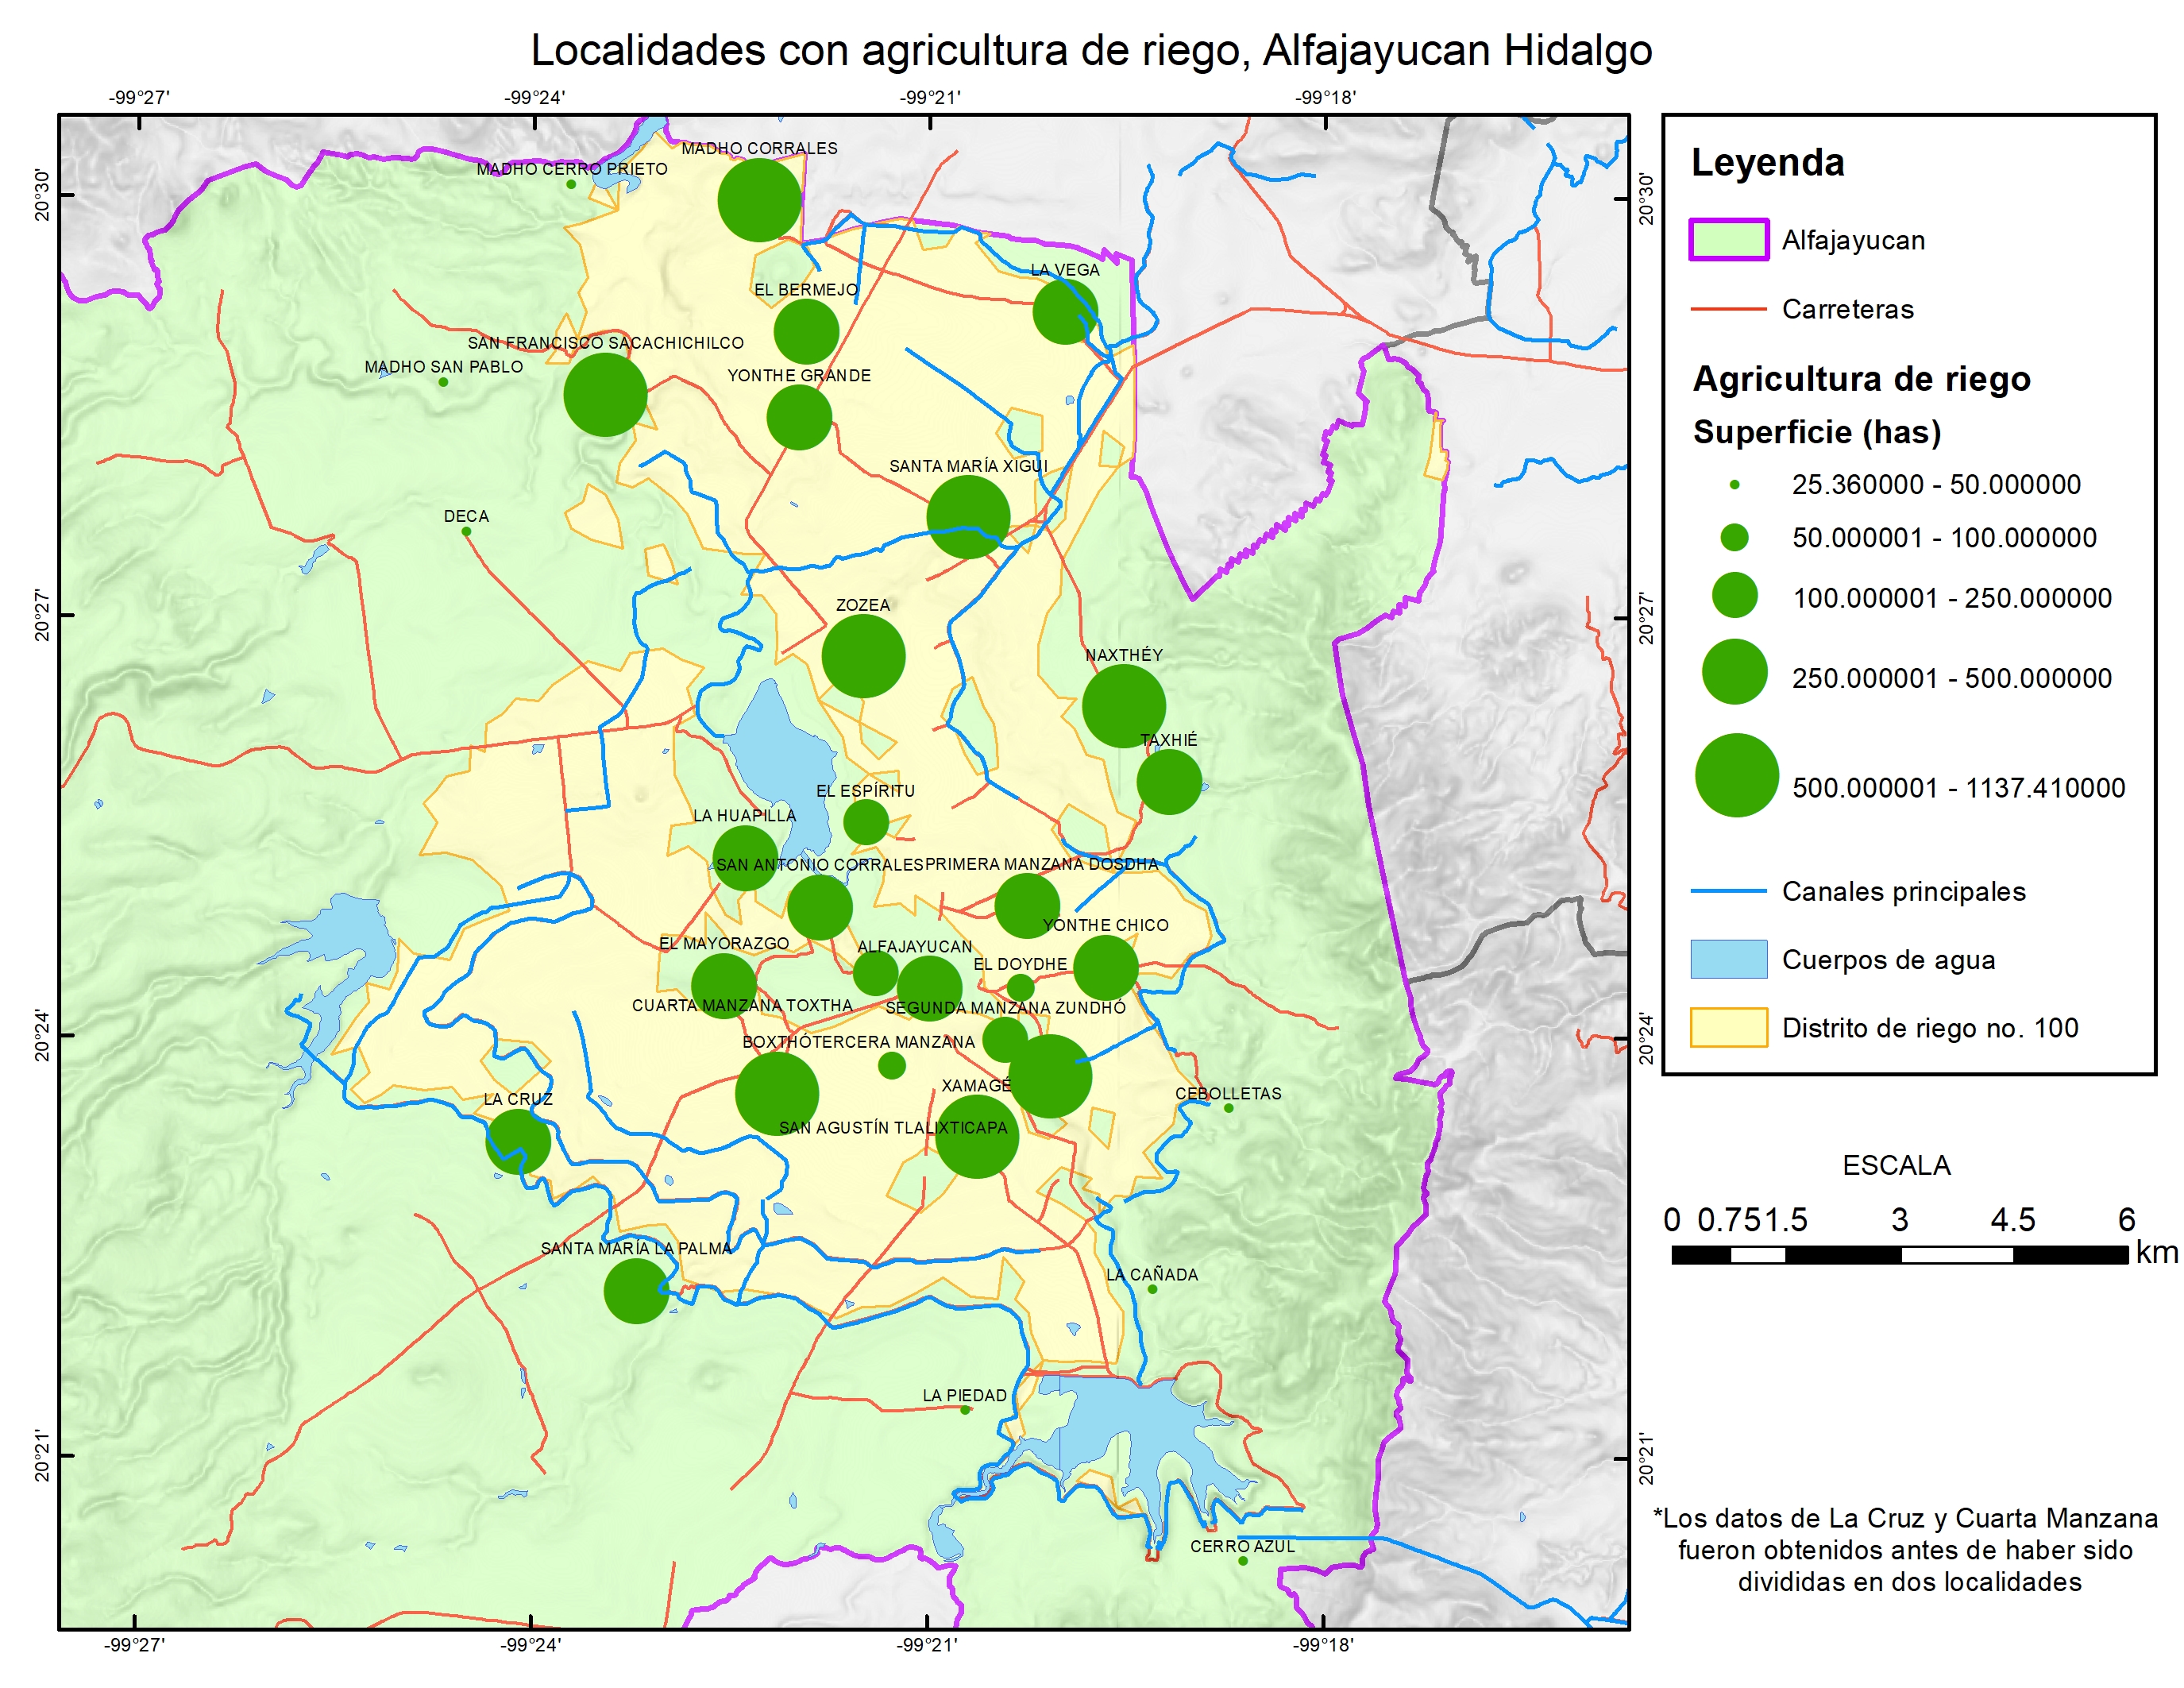 Localidades con agricultura de riego, Alfajayucan Hidalgo
-99°27'
-99°24'
-99°21'
-99°18'
20°30'
20°27'
20°24'
20°21'
20°30'
20°27'
20°24'
20°21'
-99°27'
-99°24'
-99°21'
-99°18'
MADHO CORRALES
MADHO CERRO PRIETO
LA VEGA
EL BERMEJO
SAN FRANCISCO SACACHICHILCO
MADHO SAN PABLO
YONTHE GRANDE
SANTA MARÍA XIGUI
DECA
ZOZEA
NAXTHÉY
TAXHIÉ
EL ESPÍRITU
LA HUAPILLA
SAN ANTONIO CORRALES
PRIMERA MANZANA DOSDHA
YONTHE CHICO
EL MAYORAZGO
ALFAJAYUCAN
EL DOYDHE
CUARTA MANZANA TOXTHA
SEGUNDA MANZANA ZUNDHÓ
BOXTHÓ
TERCERA MANZANA
XAMAGÉ
CEBOLLETAS
LA CRUZ
SAN AGUSTÍN TLALIXTICAPA
SANTA MARÍA LA PALMA
LA CAÑADA
LA PIEDAD
CERRO AZUL
Leyenda
Alfajayucan
Carreteras
Agricultura de riego
Superficie (has)
25.360000 - 50.000000
50.000001 - 100.000000
100.000001 - 250.000000
250.000001 - 500.000000
500.000001 - 1137.410000
Canales principales
Cuerpos de agua
Distrito de riego no. 100
ESCALA
0 0.75 1.5 3 4.5 6
km
*Los datos de La Cruz y Cuarta Manzana
fueron obtenidos antes de haber sido
divididas en dos localidades